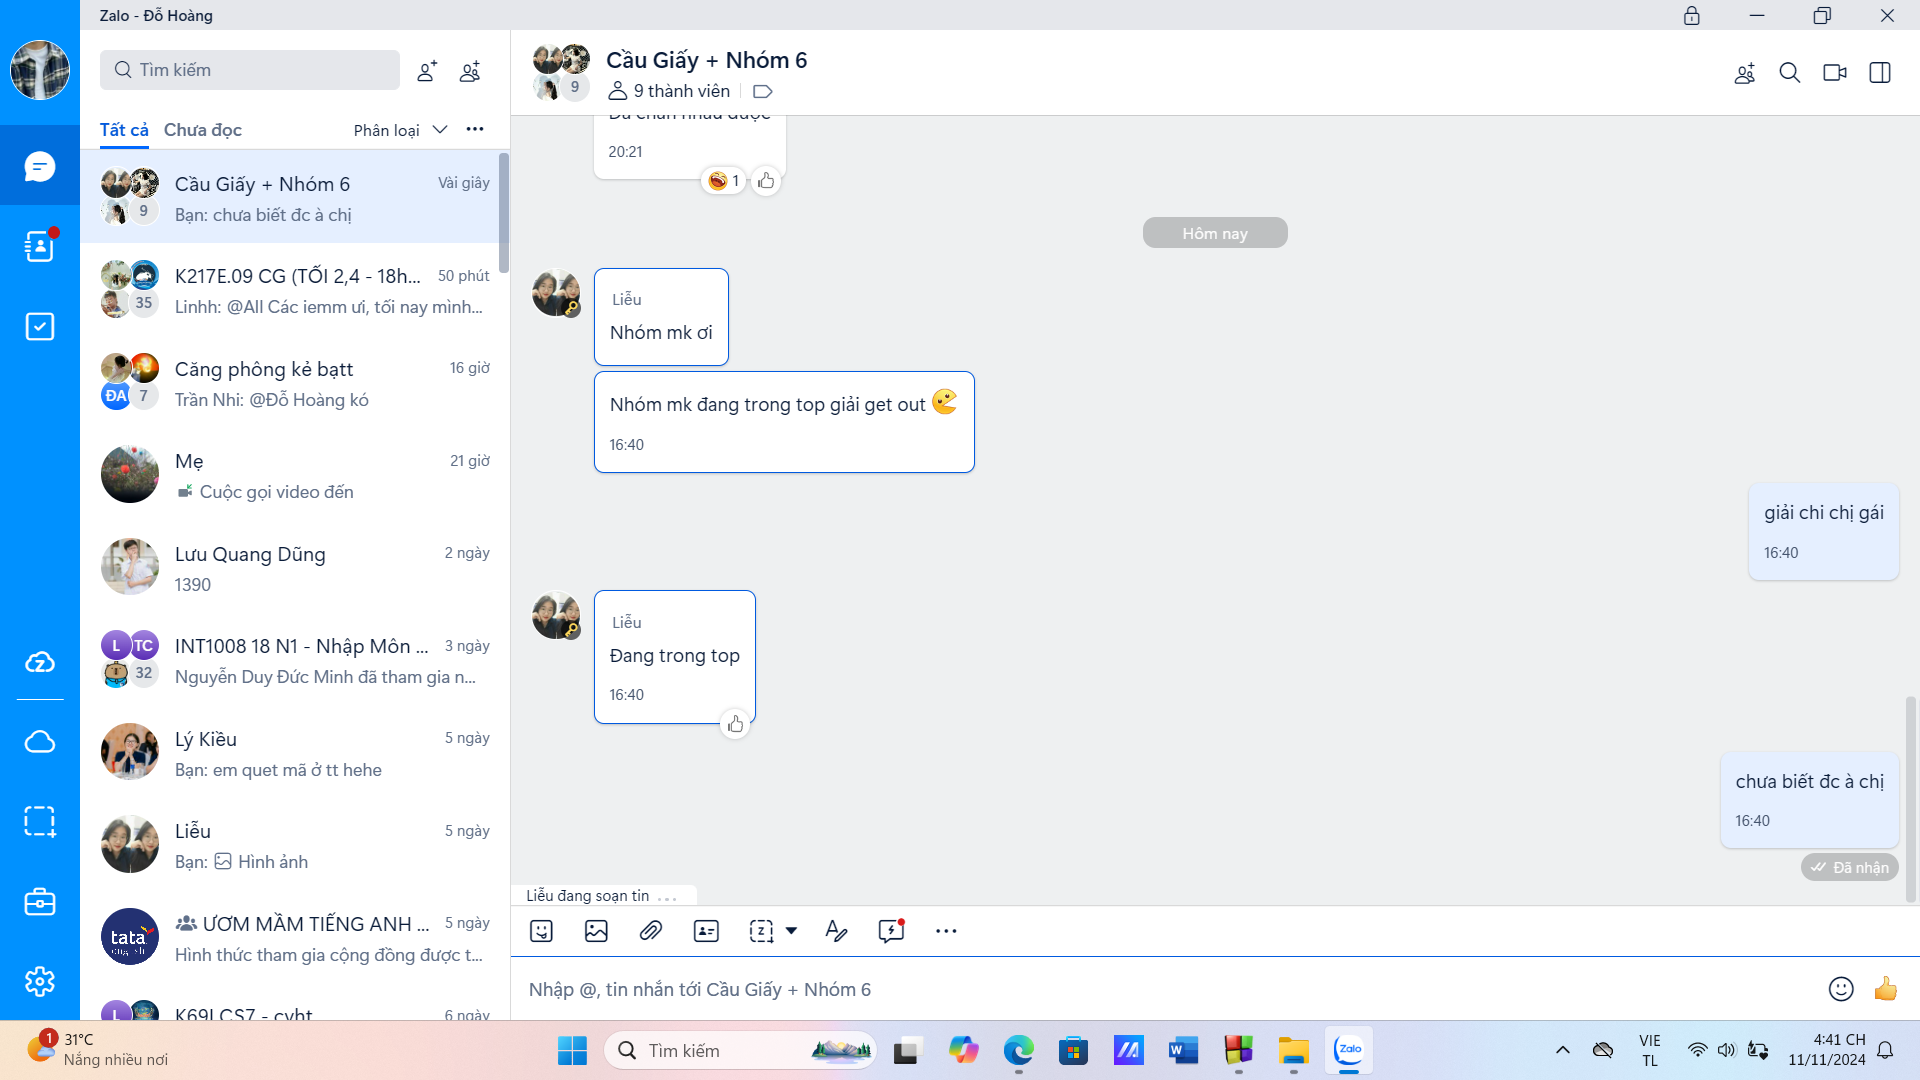 Zalo - Đỗ Hoàng
Tìm kiếm
Tất cả
Chưa đọc
Phân loại
Cầu Giấy + Nhóm 6
Vài giây
Bạn: chưa biết đc à chị
9
K217E.09 CG (TỐI 2,4 - 18h...
50 phút
Linhh: @All Các iemm ưi, tối nay mình...
35
Căng phông kẻ bạtt
16 giờ
Trần Nhi: @Đỗ Hoàng kó
ĐA
7
Mẹ
21 giờ
Cuộc gọi video đến
Lưu Quang Dũng
2 ngày
1390
L
TC
INT1008 18 N1 - Nhập Môn ...
3 ngày
Nguyễn Duy Đức Minh đã tham gia n...
32
Lý Kiều
5 ngày
Bạn: em quet mã ở tt hehe
Liễu
5 ngày
Bạn: Hình ảnh
tata
ƯƠM MẦM TIẾNG ANH ...
5 ngày
Hình thức tham gia cộng đồng được t...
L
K69LCS7 - cvht
6 ngày
Cầu Giấy + Nhóm 6
9
9 thành viên
Đã chán nhau được
20:21
1
Hôm nay
Liễu
Nhóm mk ơi
Nhóm mk đang trong top giải get out
16:40
giải chi chị gái
16:40
Liễu
Đang trong top
16:40
chưa biết đc à chị
16:40
Đã nhận
Liễu đang soạn tin ...
Nhập @, tin nhắn tới Cầu Giấy + Nhóm 6
1
31°C
Nắng nhiều nơi
Tìm kiếm
Zalo
VIE
TL
4:41 CH
11/11/2024